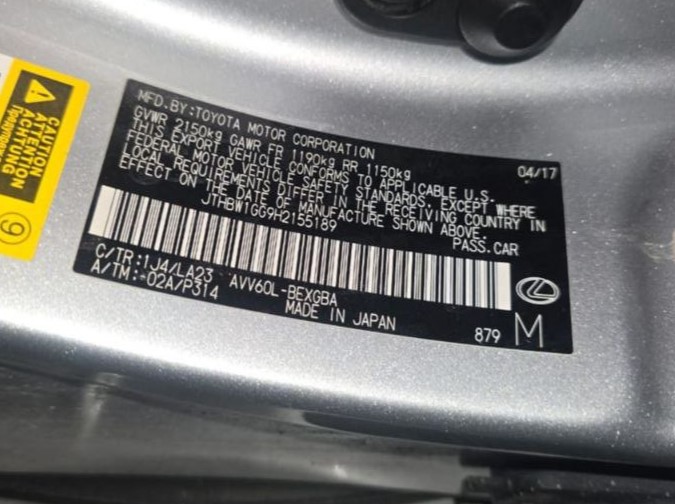 CAUTION
ATTENTION
ACHTUNG
9
MFD.BY:TOYOTA MOTOR CORPORATION 04/17
GVWR 2150kg GAWR FR 1190kg RR 1150kg
THIS EXPORT VEHICLE CONFORMS TO APPLICABLE U.S.
FEDERAL MOTOR VEHICLE SAFETY STANDARDS. EXCEPT WHERE
LOCAL REGULATIONS DIFFER IN THE RECEIVING COUNTRY IN
EFFECT ON THE DATE OF MANUFACTURE SHOWN ABOVE.
JTHBW1GG9H2155189 PASS.CAR
C/TR:1J4/LA23 AVV60L-BEXGBA
A/TM:-02A/P314 MADE IN JAPAN 879 M